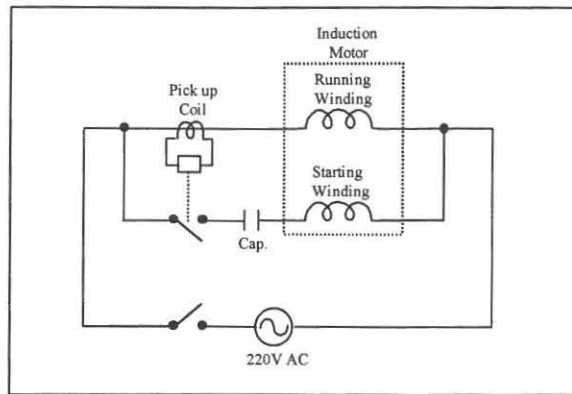 Induction
Motor
Pick up
Coil
Running
Winding
Starting
Winding
Cap.
220V AC